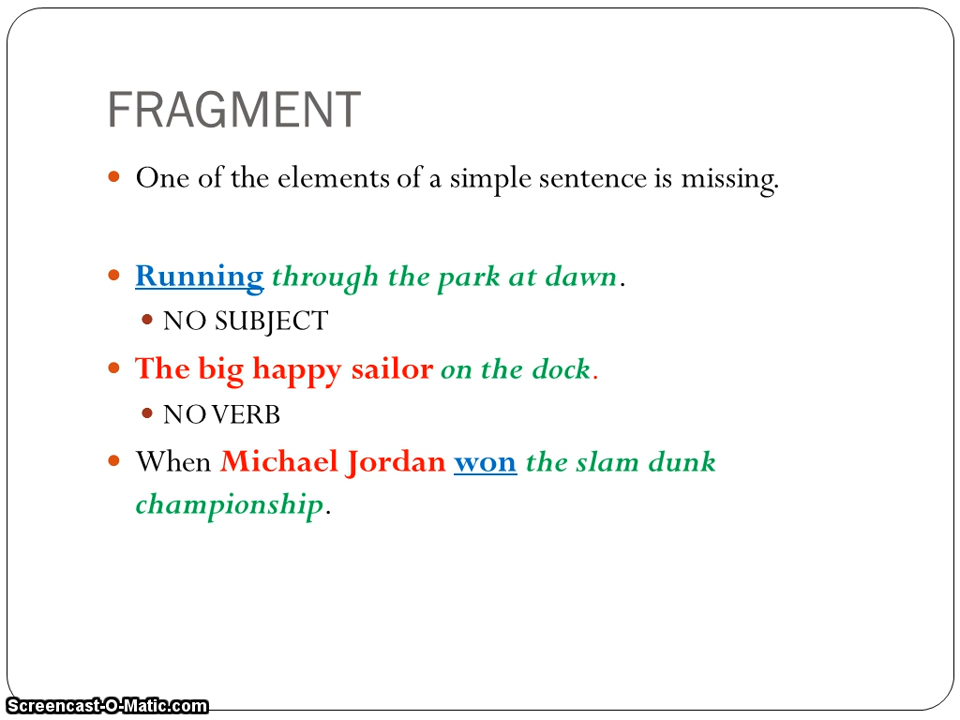 FRAGMENT
One of the elements of a simple sentence is missing.
Running through the park at dawn.
NO SUBJECT
The big happy sailor on the dock.
NO VERB
When Michael Jordan won the slam dunk
championship.
Screencast-O-Matic.com